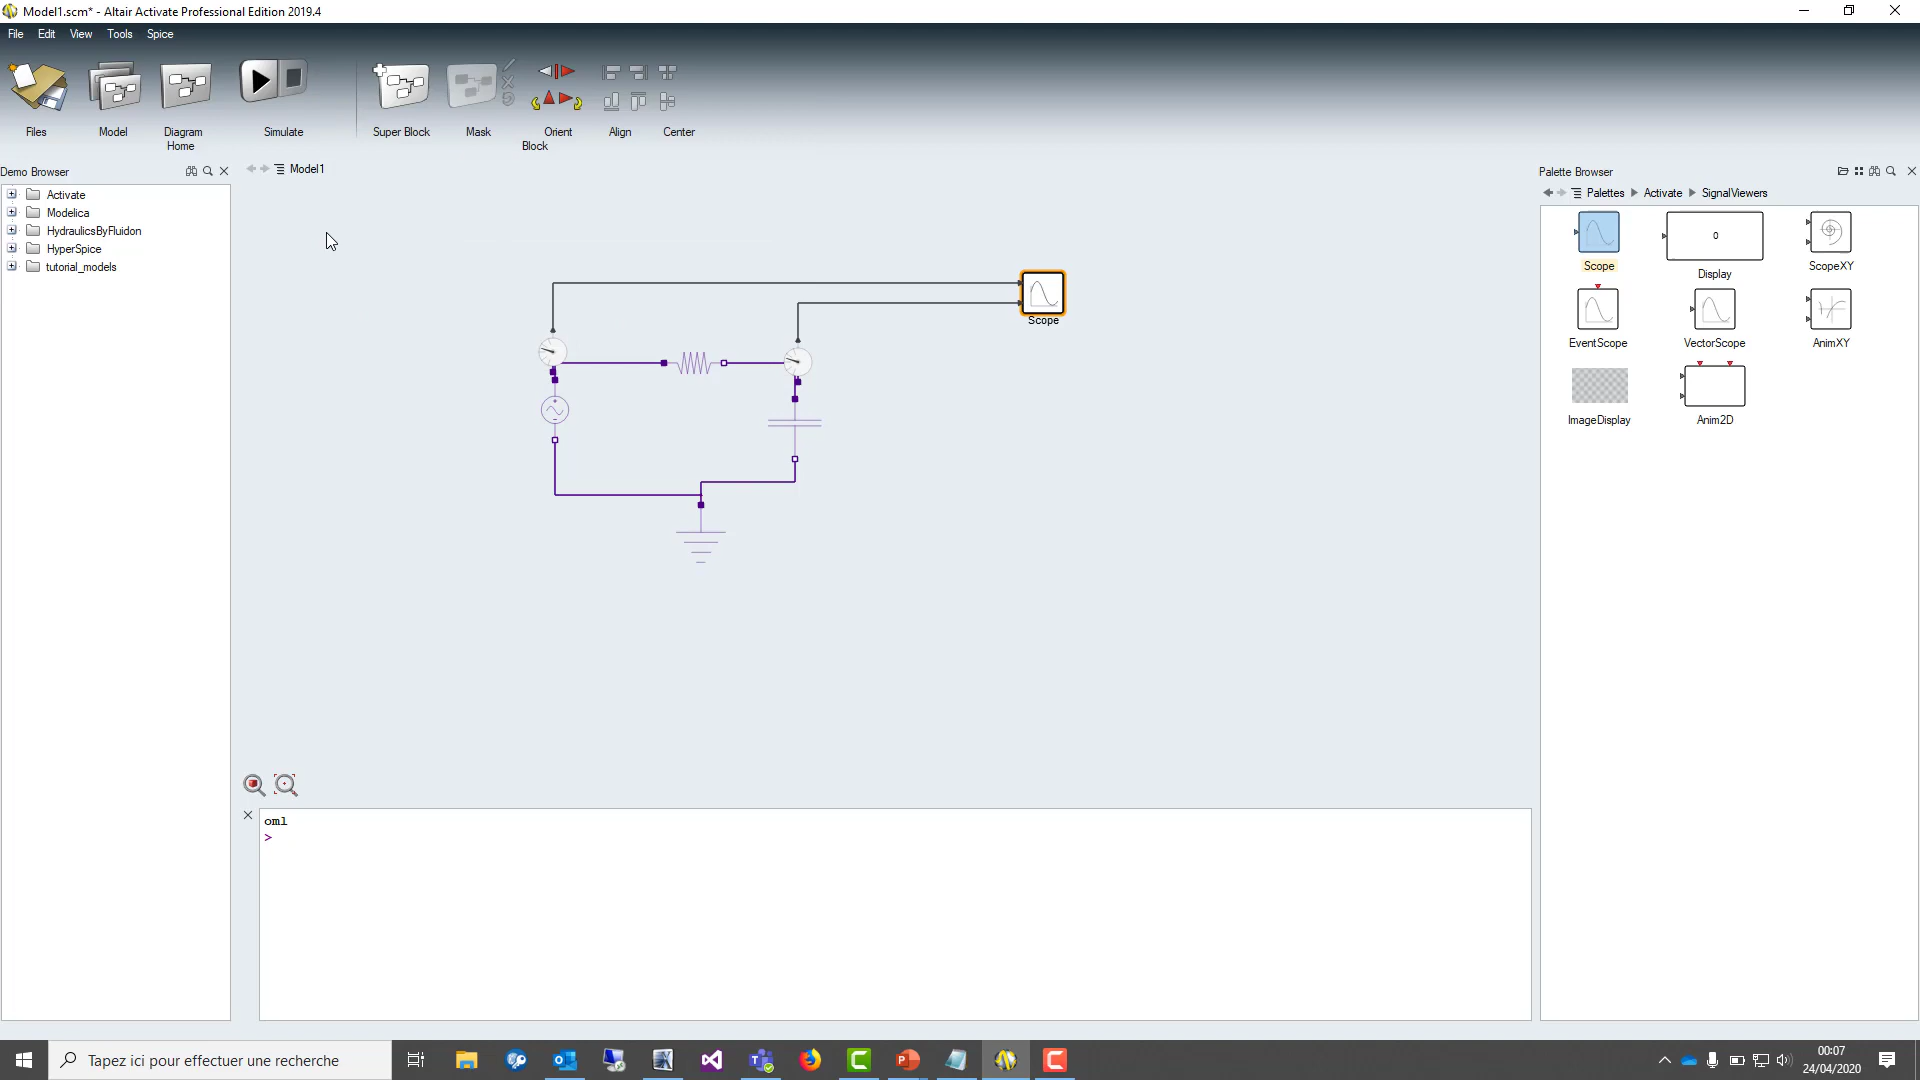 Model1.scm* - Altair Activate Professional Edition 2019.4
File Edit View Tools Spice
Files Model Diagram Simulate Super Block Mask Orient Align Center
Home Block
Demo Browser
Activate
Modelica
HydraulicsByFluidon
HyperSpice
tutorial_models
Model1
Scope
Palette Browser
Palettes Activate SignalViewers
0
Scope Display ScopeXY
EventScope VectorScope AnimXY
ImageDisplay Anim2D
oml
>
Tapez ici pour effectuer une recherche
00:07
24/04/2020